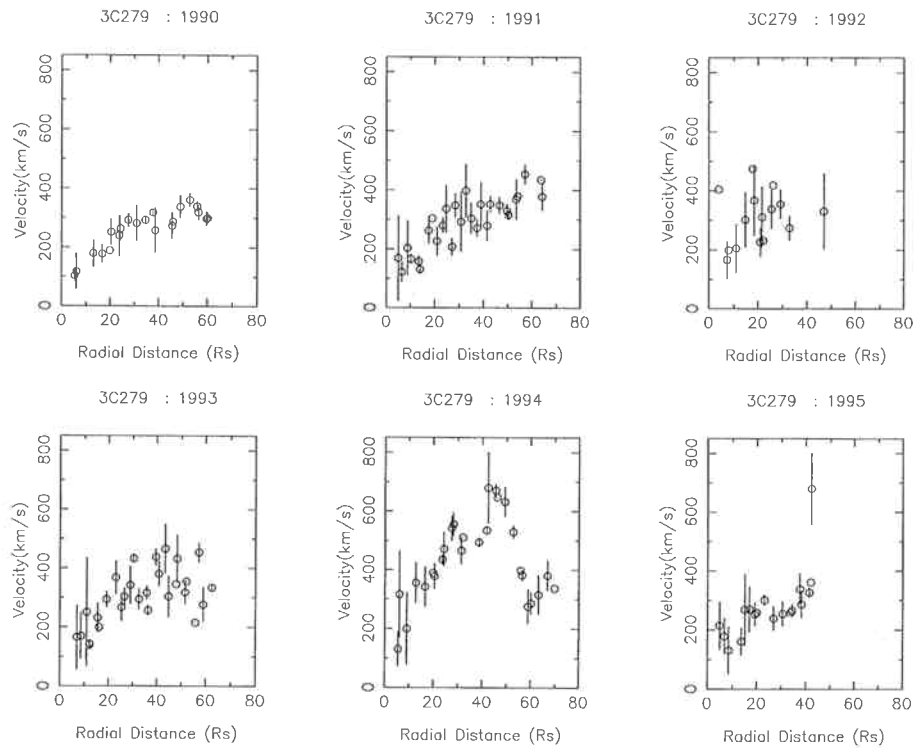 3C279 : 1990
3C279 : 1991
3C279 : 1992
Velocity(km/s)
0 200 400 600 800
0 20 40 60 80
Radial Distance (Rs)
Velocity(km/s)
0 200 400 600 800
0 20 40 60 80
Radial Distance (Rs)
Velocity(km/s)
0 200 400 600 800
0 20 40 60 80
Radial Distance (Rs)
3C279 : 1993
3C279 : 1994
3C279 : 1995
Velocity(km/s)
0 200 400 600 800
0 20 40 60 80
Radial Distance (Rs)
Velocity(km/s)
0 200 400 600 800
0 20 40 60 80
Radial Distance (Rs)
Velocity(km/s)
0 200 400 600 800
0 20 40 60 80
Radial Distance (Rs)